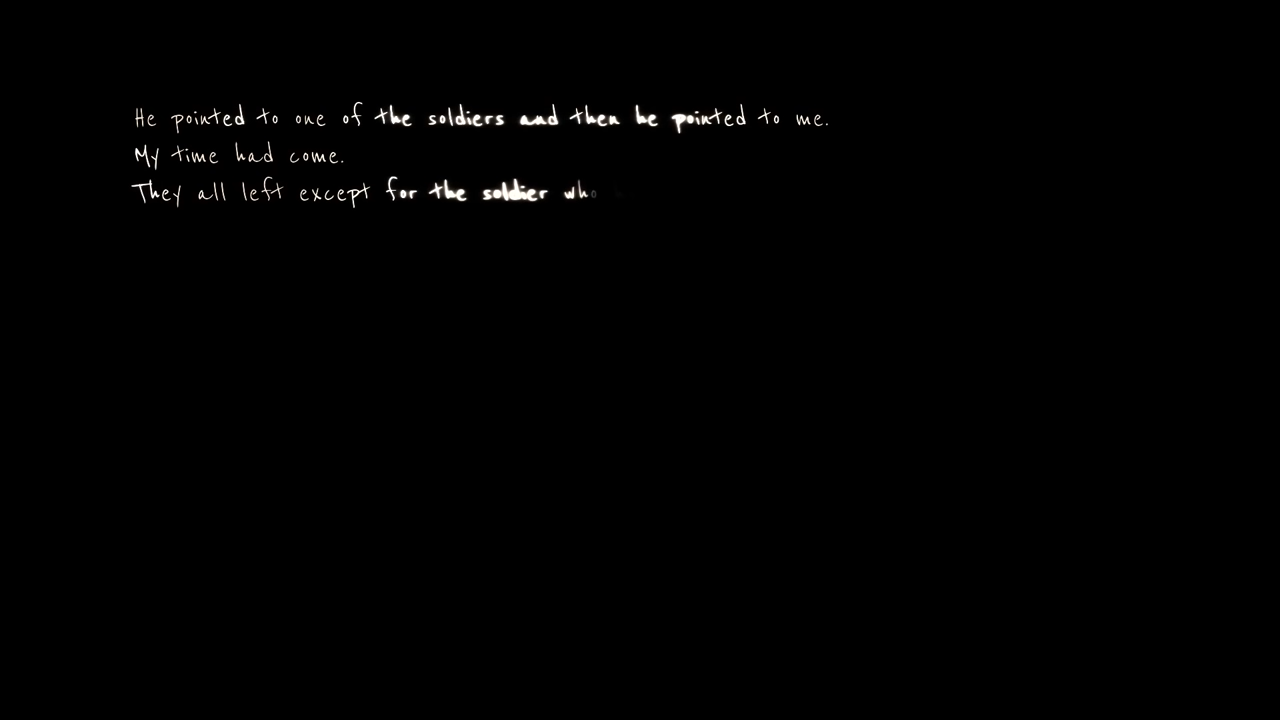 He pointed to one of the soldiers and then he pointed to me.
My time had come.
They all left except for the soldier who